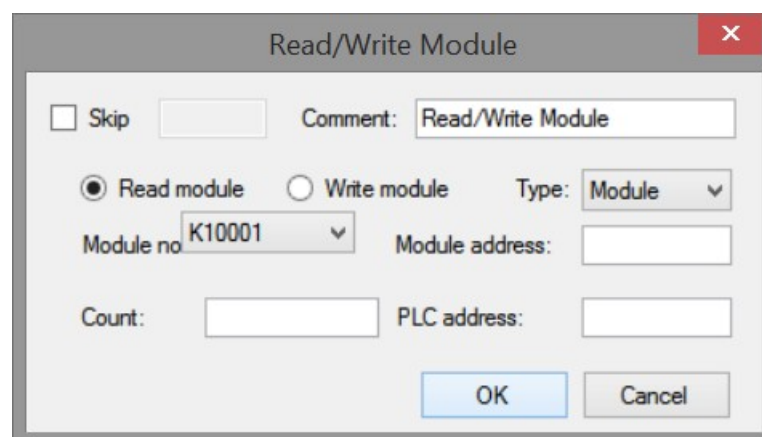 Read/Write Module
Skip Comment: Read/Write Module
Read module Write module Type: Module
Module no K10001 Module address:
Count: PLC address:
OK Cancel